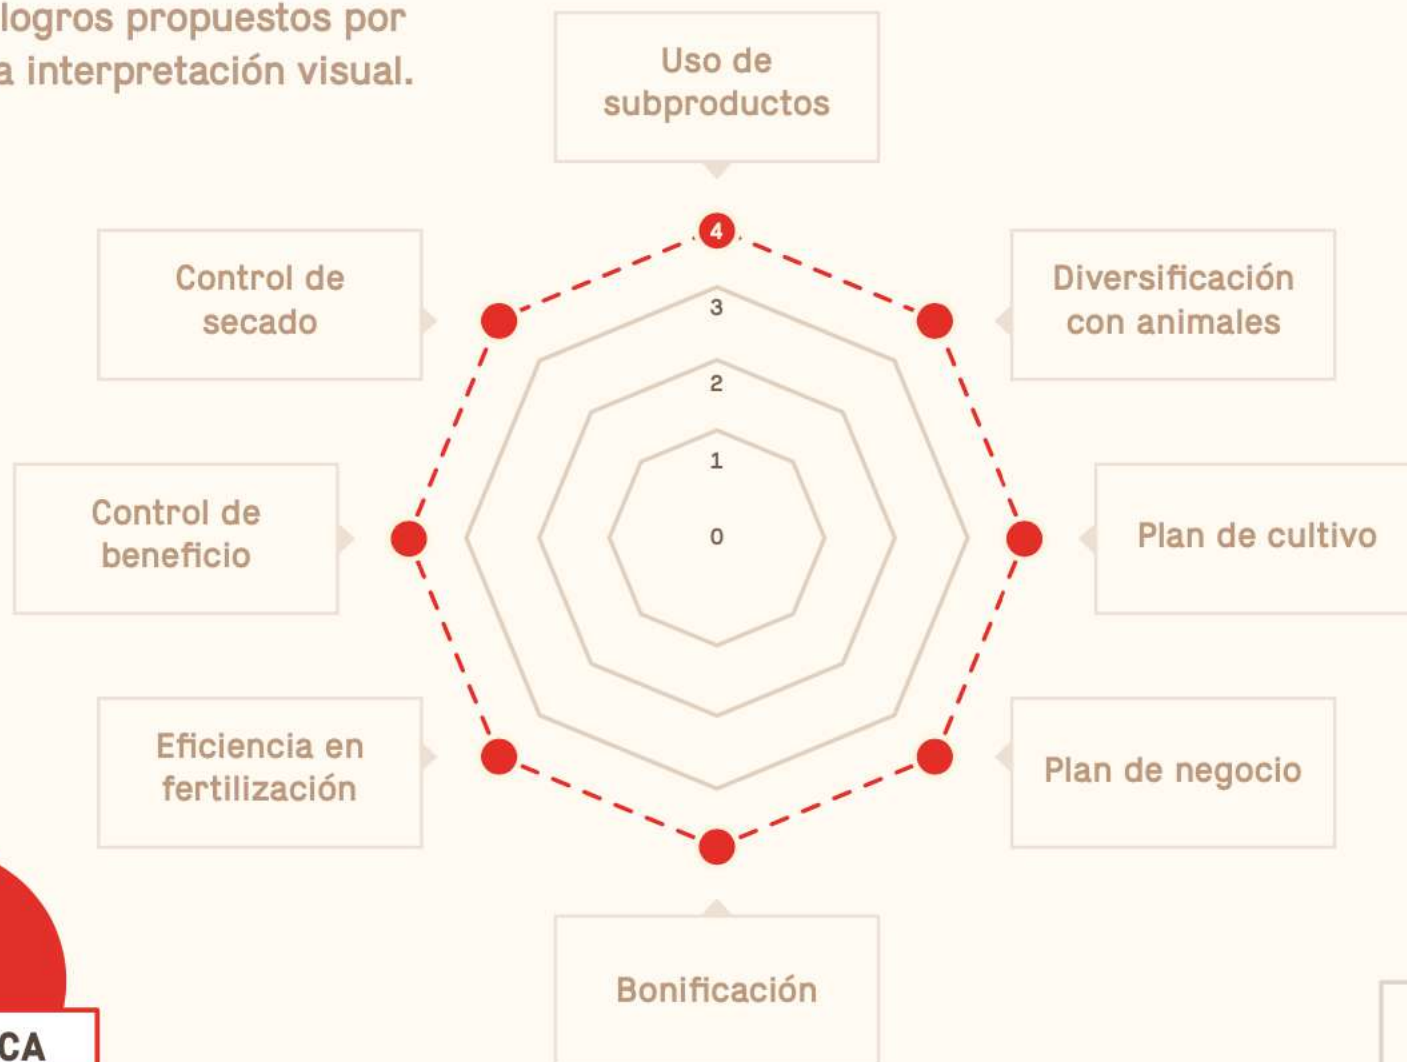 logros propuestos por
a interpretación visual.
Uso de
subproductos
Control de
secado
Diversificación
con animales
4
3
2
1
0
Control de
beneficio
Plan de cultivo
Eficiencia en
fertilización
Plan de negocio
Bonificación
CA